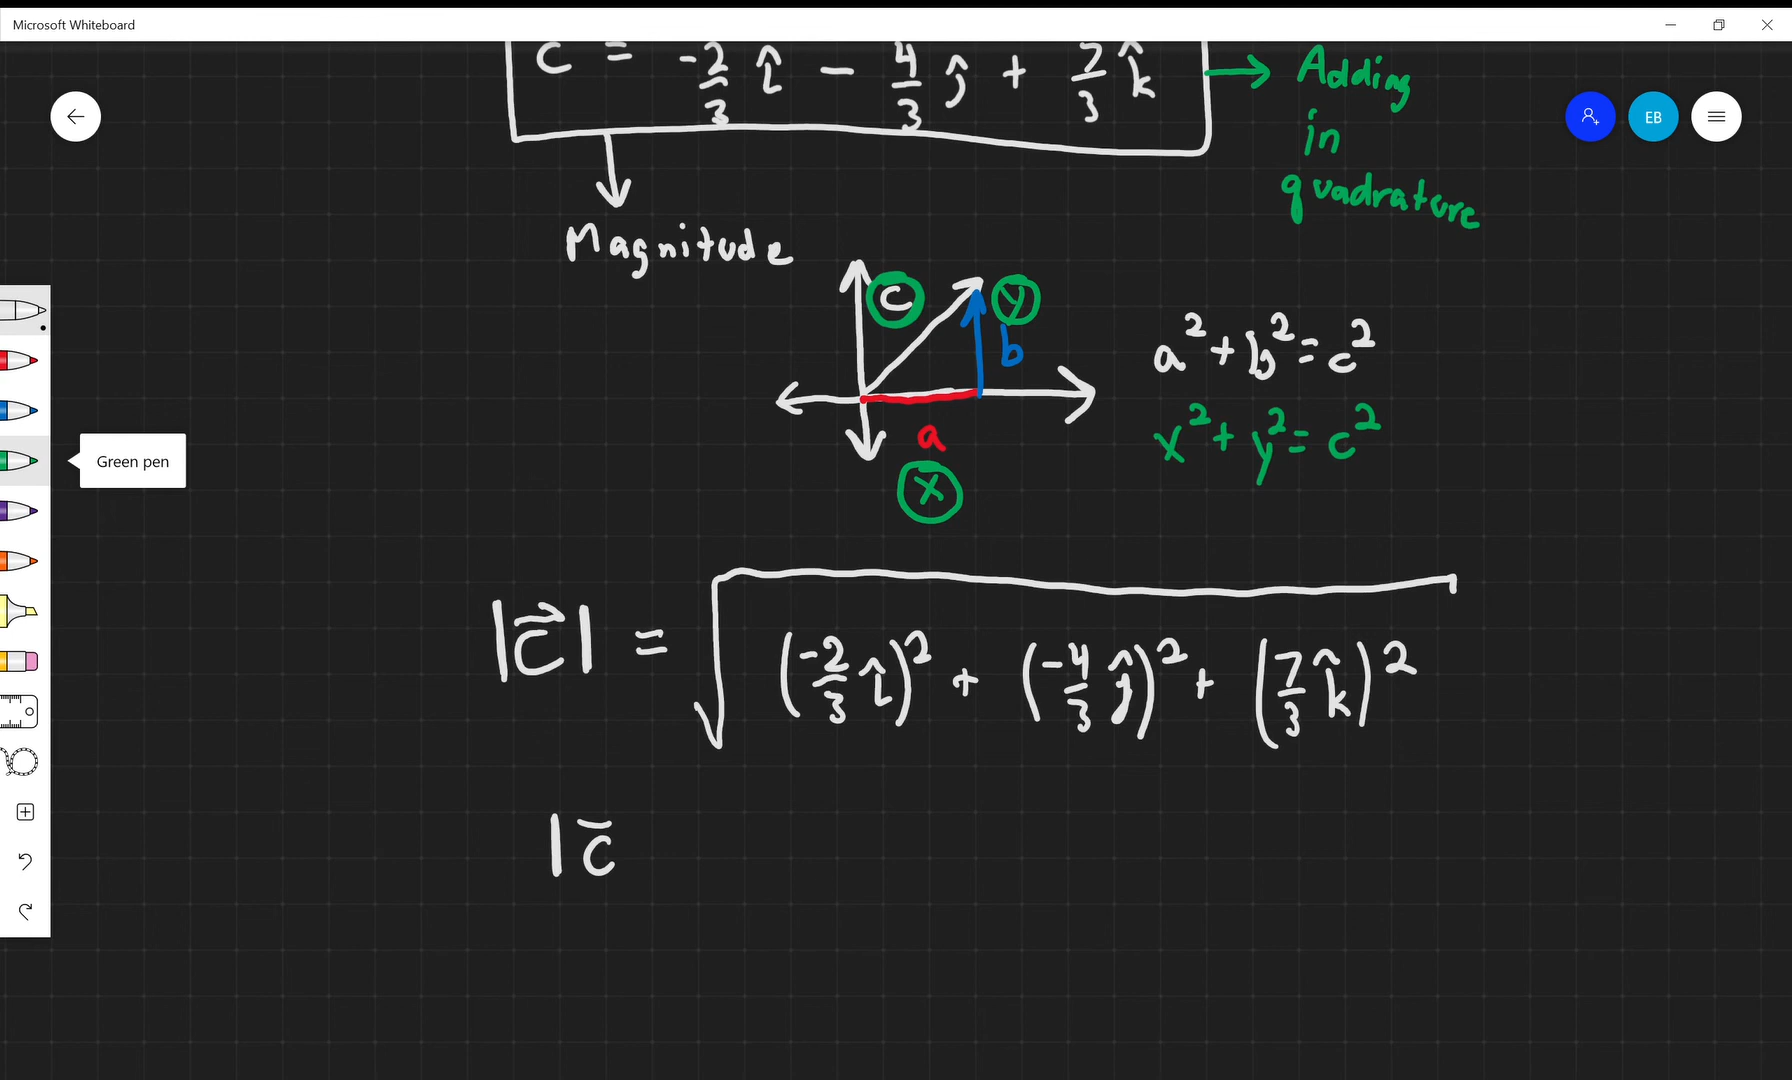 Microsoft Whiteboard
c = -2/3 î - 4/3 ĵ + 7/3 k̂
Adding
in
quadrature
EB
Magnitude
c
y
b
a² + b² = c²
x² + y² = c²
a
x
Green pen
|c⃗| = √((-2/3 î)² + (-4/3 ĵ)² + (7/3 k̂)²)
|c̅